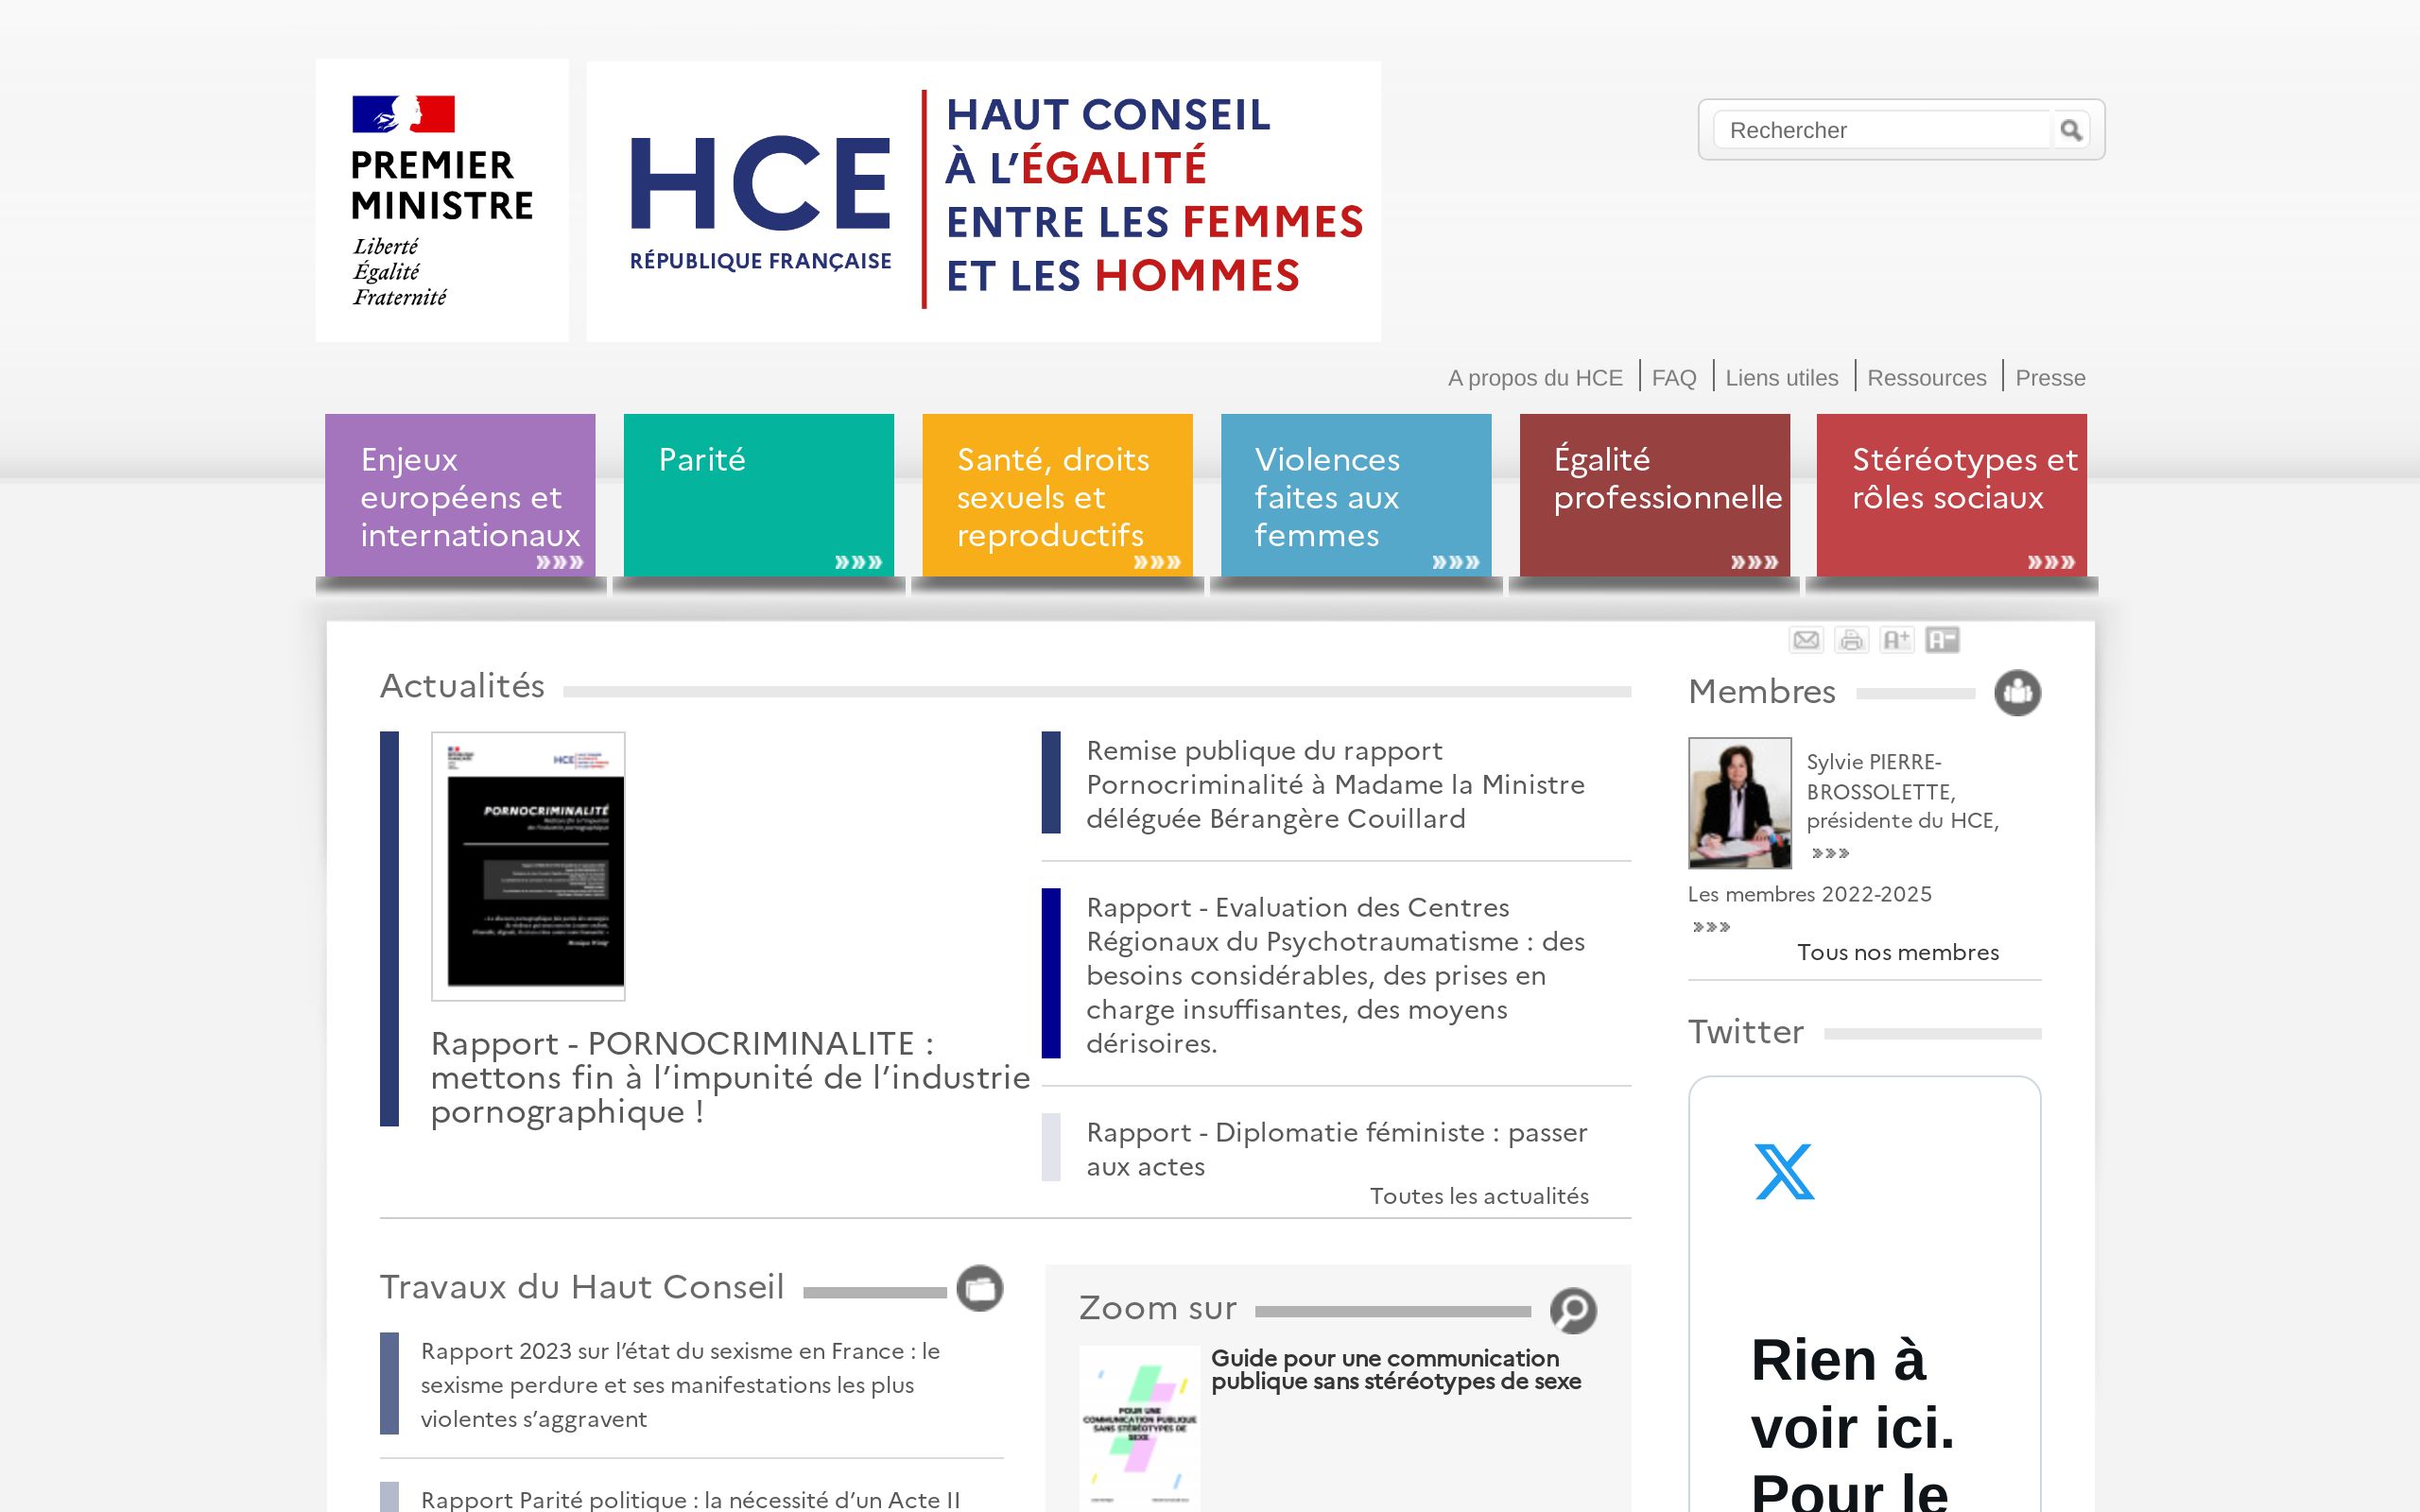 PREMIER
MINISTRE
Liberté
Égalité
Fraternité
HCE
RÉPUBLIQUE FRANÇAISE
HAUT CONSEIL
À L’ÉGALITÉ
ENTRE LES FEMMES
ET LES HOMMES
Rechercher
A propos du HCE
FAQ
Liens utiles
Ressources
Presse
Enjeux
européens et
internationaux
Parité
Santé, droits
sexuels et
reproductifs
Violences
faites aux
femmes
Égalité
professionnelle
Stéréotypes et
rôles sociaux
A+
A-
Actualités
HCE
PORNOCRIMINALITÉ
Rapport - PORNOCRIMINALITE :
mettons fin à l’impunité de l’industrie
pornographique !
Remise publique du rapport
Pornocriminalité à Madame la Ministre
déléguée Bérangère Couillard
Rapport - Evaluation des Centres
Régionaux du Psychotraumatisme : des
besoins considérables, des prises en
charge insuffisantes, des moyens
dérisoires.
Rapport - Diplomatie féministe : passer
aux actes
Toutes les actualités
Membres
Sylvie PIERRE-
BROSSOLETTE,
présidente du HCE,
Les membres 2022-2025
Tous nos membres
Twitter
Rien à
voir ici.
Pour le
Travaux du Haut Conseil
Rapport 2023 sur l’état du sexisme en France : le
sexisme perdure et ses manifestations les plus
violentes s’aggravent
Rapport Parité politique : la nécessité d’un Acte II
Zoom sur
Guide pour une communication
publique sans stéréotypes de sexe
POUR UNE
COMMUNICATION PUBLIQUE
SANS STÉRÉOTYPES DE
SEXE